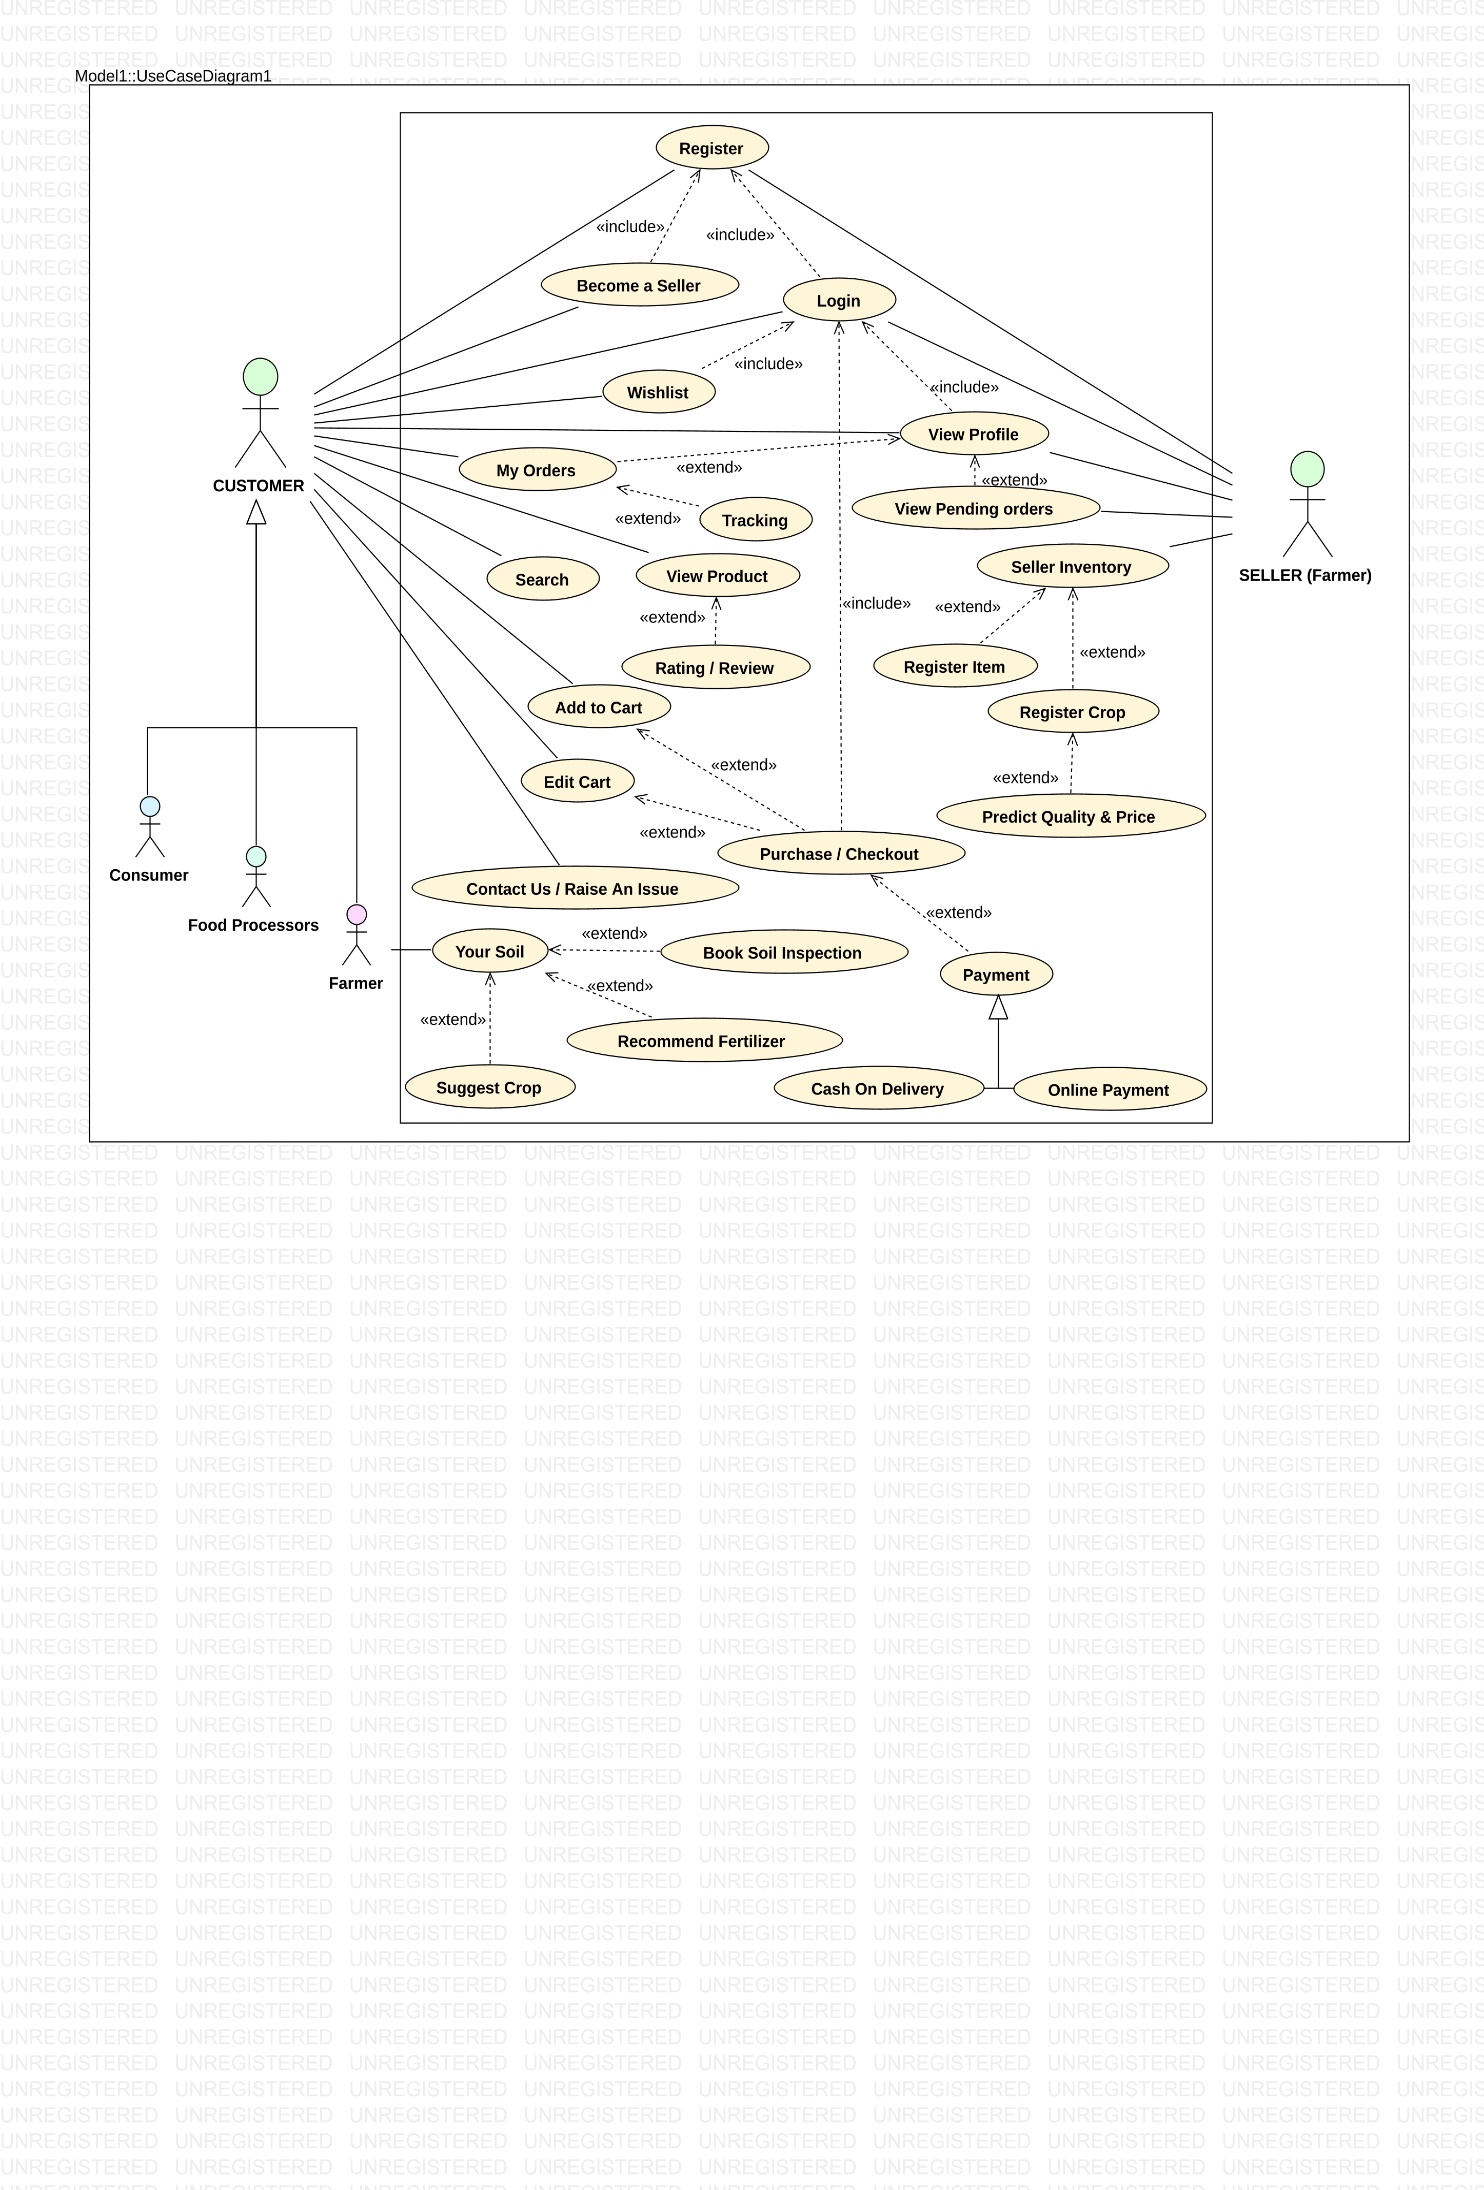 Model1::UseCaseDiagram1
Register
«include»
«include»
Become a Seller
Login
«include»
Wishlist
«include»
View Profile
My Orders
«extend»
«extend»
CUSTOMER
Tracking
«extend»
View Pending orders
Search
View Product
Seller Inventory
SELLER (Farmer)
«include»
«extend»
«extend»
Rating / Review
Register Item
«extend»
Add to Cart
Register Crop
«extend»
Edit Cart
«extend»
«extend»
Predict Quality & Price
Purchase / Checkout
Consumer
Contact Us / Raise An Issue
«extend»
Food Processors
«extend»
Your Soil
Book Soil Inspection
Payment
Farmer
«extend»
«extend»
Recommend Fertilizer
Suggest Crop
Cash On Delivery
Online Payment
UNREGISTERED